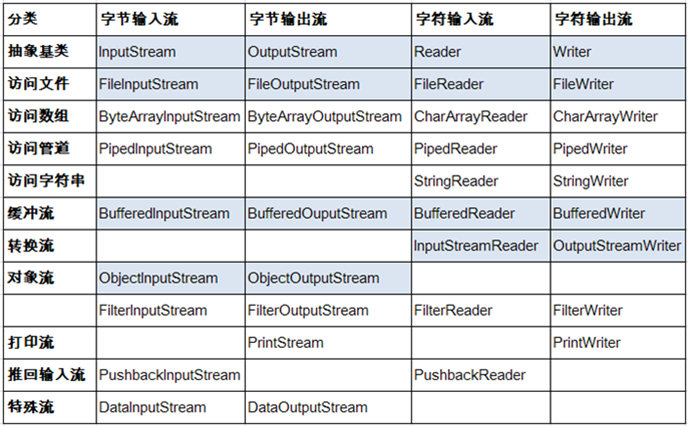 分类 字节输入流 字节输出流 字符输入流 字符输出流
抽象基类 InputStream OutputStream Reader Writer
访问文件 FileInputStream FileOutputStream FileReader FileWriter
访问数组 ByteArrayInputStream ByteArrayOutputStream CharArrayReader CharArrayWriter
访问管道 PipedInputStream PipedOutputStream PipedReader PipedWriter
访问字符串 StringReader StringWriter
缓冲流 BufferedInputStream BufferedOuputStream BufferedReader BufferedWriter
转换流 InputStreamReader OutputStreamWriter
对象流 ObjectInputStream ObjectOutputStream
FilterInputStream FilterOutputStream FilterReader FilterWriter
打印流 PrintStream PrintWriter
推回输入流 PushbackInputStream PushbackReader
特殊流 DataInputStream DataOutputStream